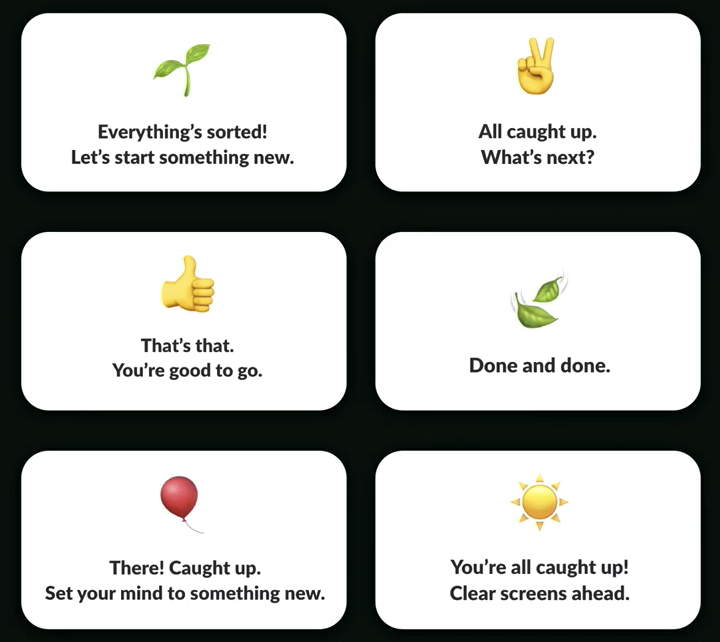 Everything’s sorted!
Let’s start something new.
All caught up.
What’s next?
That’s that.
You’re good to go.
Done and done.
There! Caught up.
Set your mind to something new.
You’re all caught up!
Clear screens ahead.